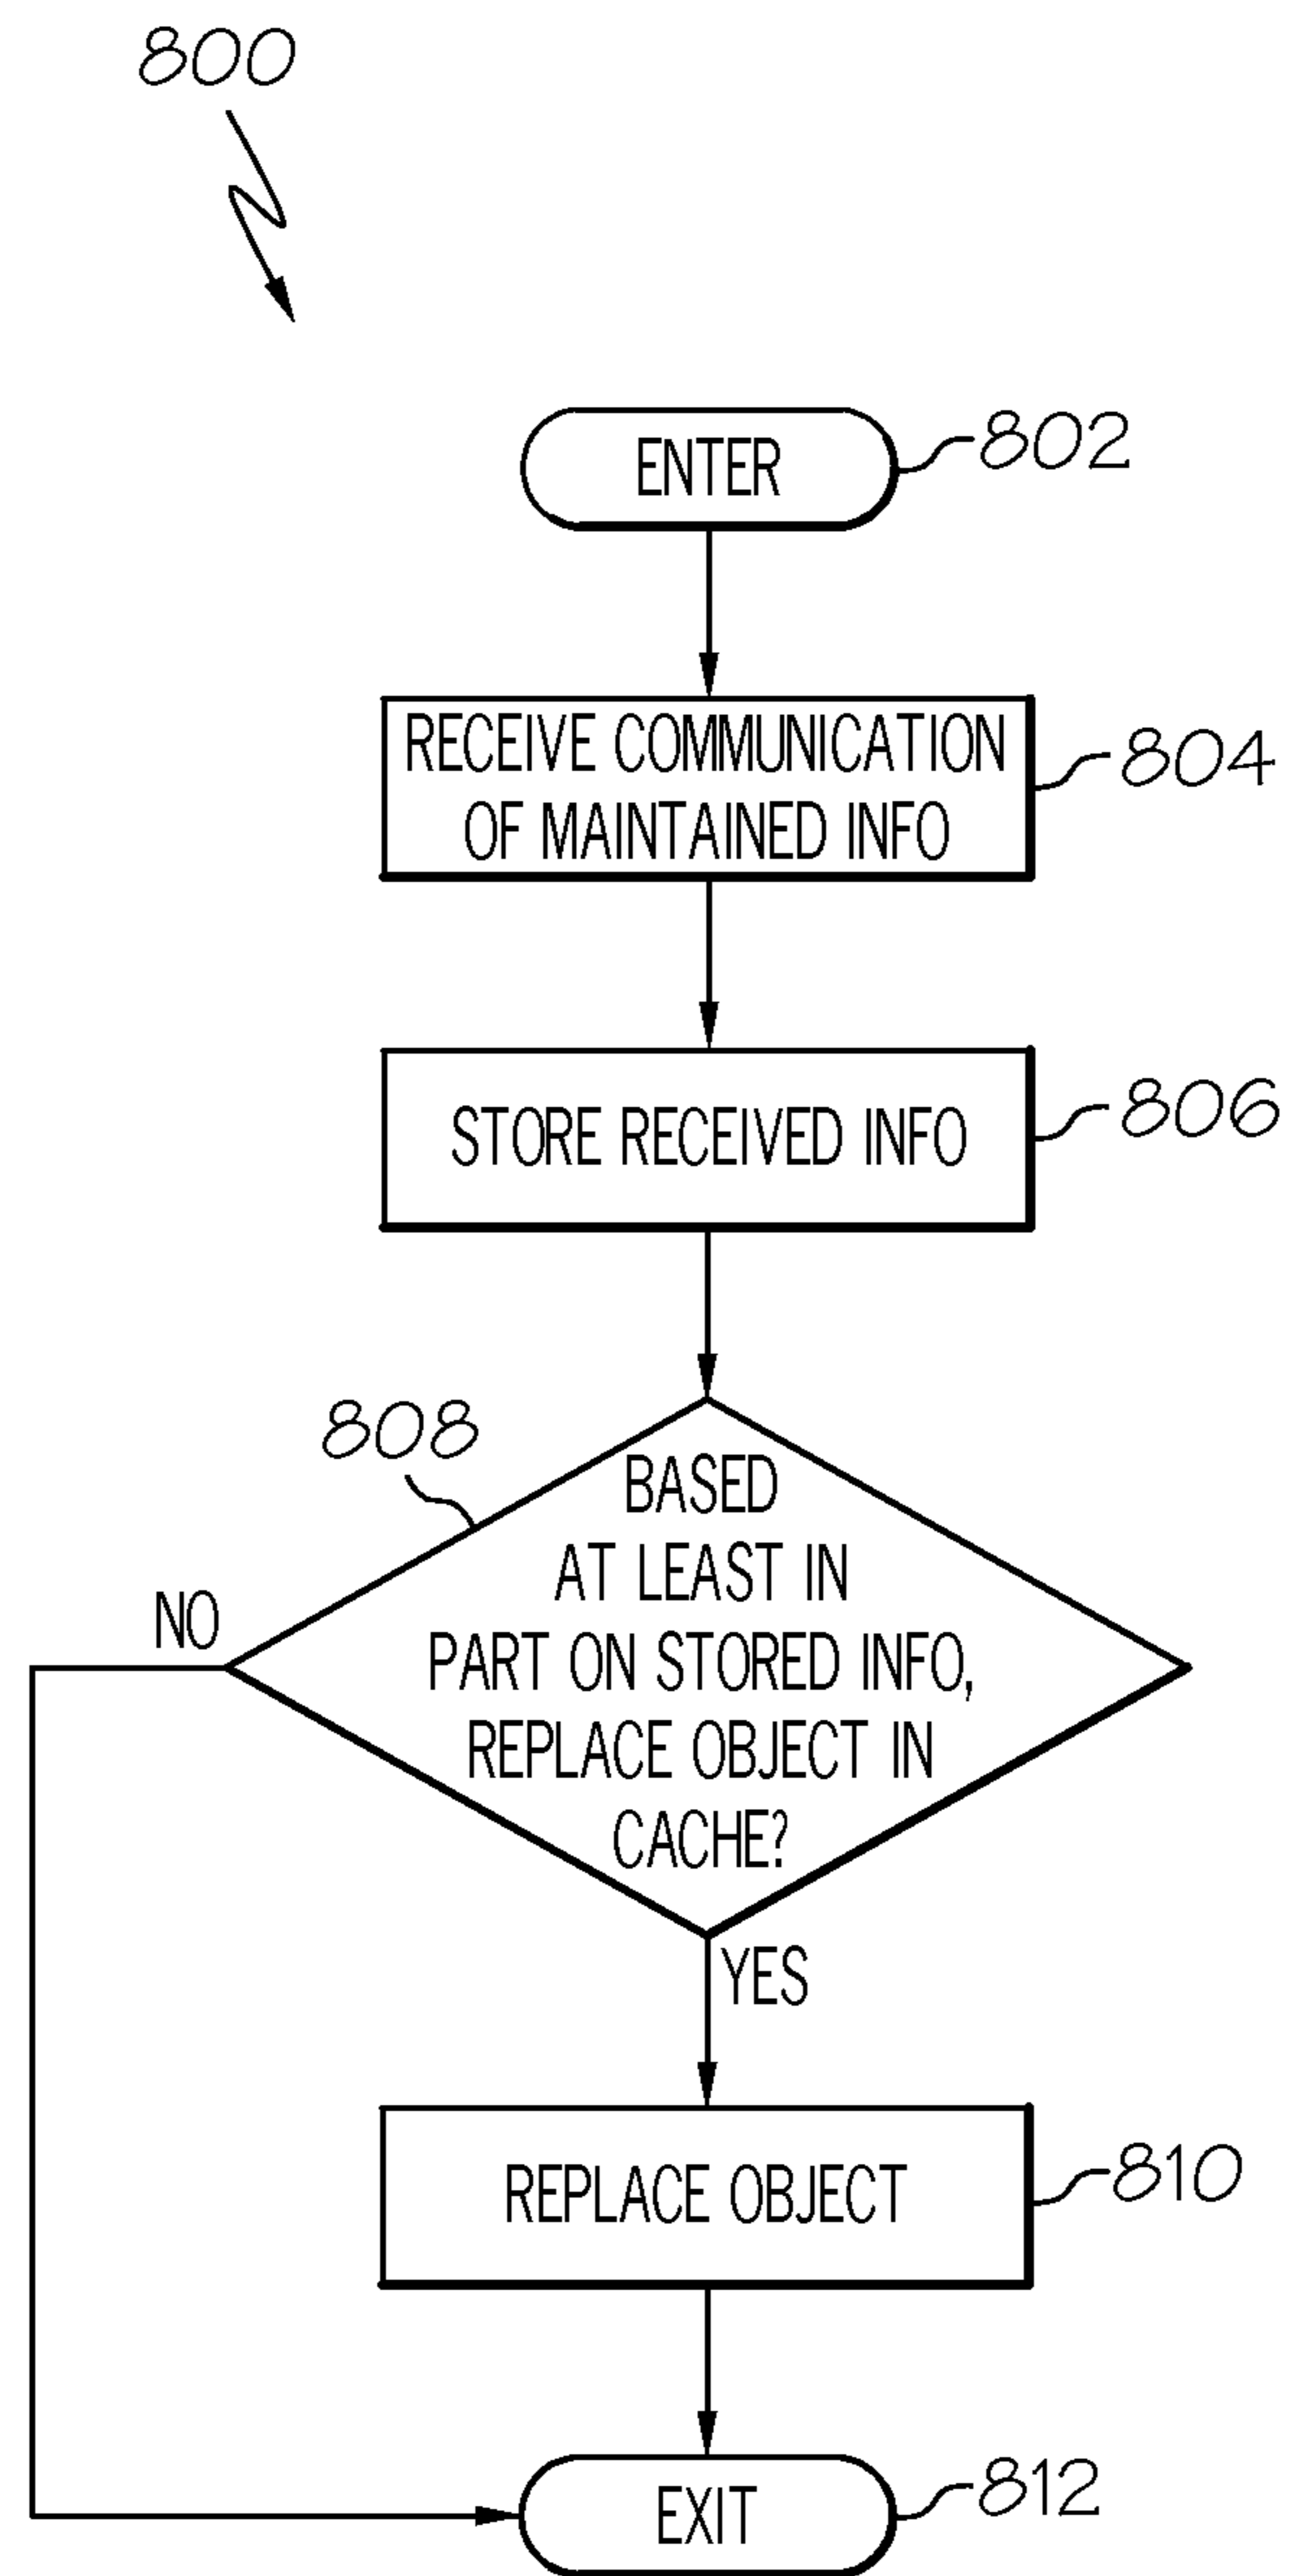 800
ENTER
802
RECEIVE COMMUNICATION
OF MAINTAINED INFO
804
STORE RECEIVED INFO
806
808
BASED
AT LEAST IN
PART ON STORED INFO,
REPLACE OBJECT IN
CACHE?
NO
YES
REPLACE OBJECT
810
EXIT
812